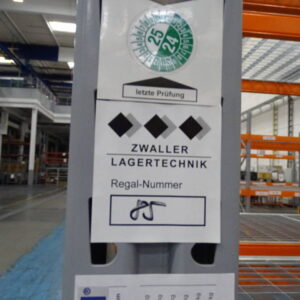 25
24
letzte Prüfung
ZWALLER
LAGERTECHNIK
Regal-Nummer